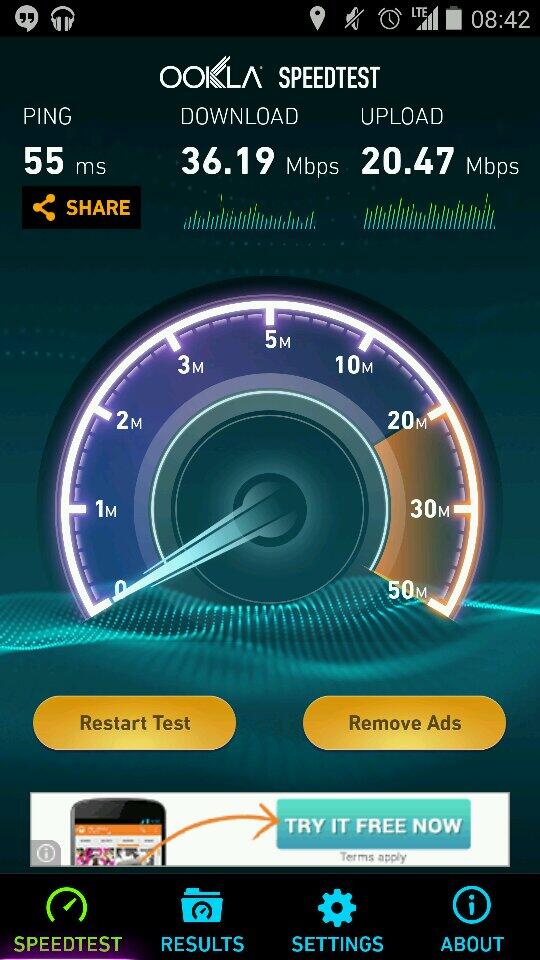 LTE 08:42
OOKLA SPEEDTEST
PING DOWNLOAD UPLOAD
55 ms 36.19 Mbps 20.47 Mbps
SHARE
5M
3M 10M
2M 20M
1M 30M
0 50M
Restart Test Remove Ads
TRY IT FREE NOW
Terms apply
SPEEDTEST RESULTS SETTINGS ABOUT